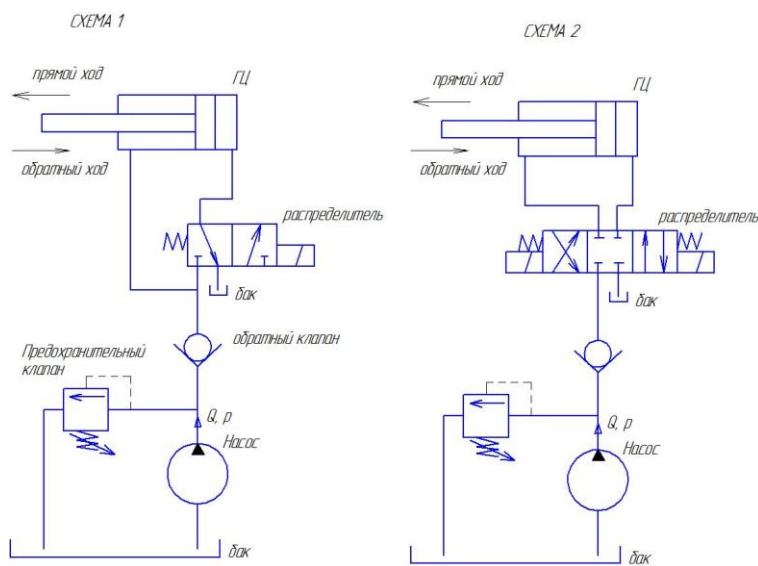 СХЕМА 1
прямой ход
ГЦ
обратный ход
распределитель
бак
обратный клапан
Предохранительный
клапан
Q, p
Насос
бак
СХЕМА 2
прямой ход
ГЦ
обратный ход
распределитель
бак
Q, p
Насос
бак